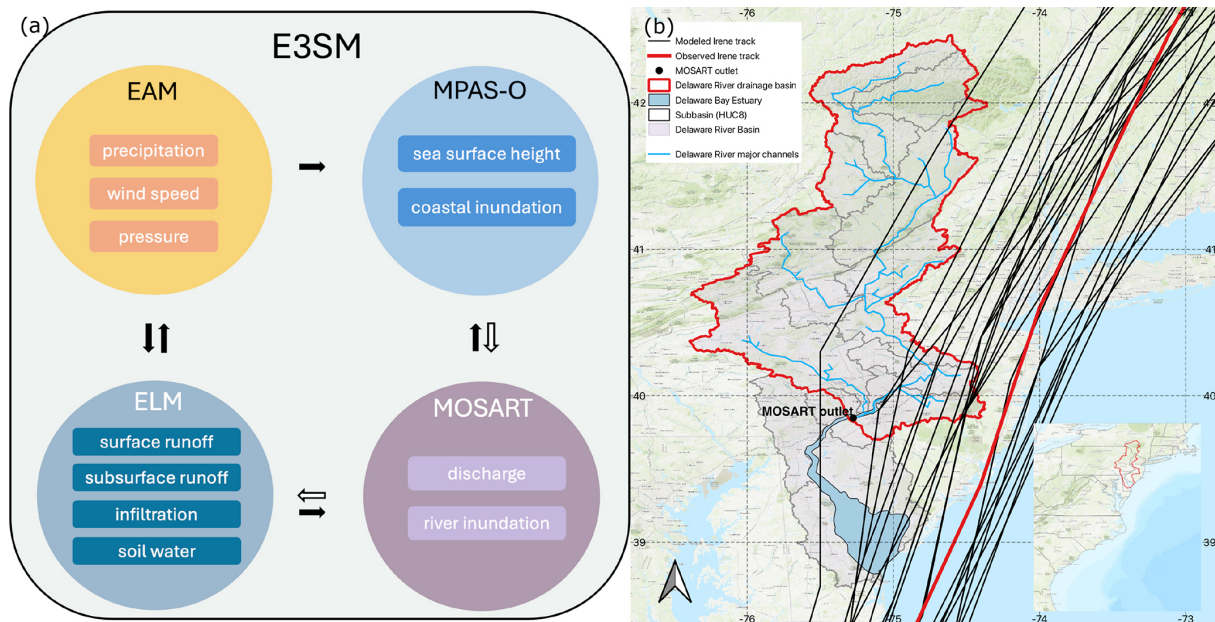 (a)
E3SM
EAM
precipitation
wind speed
pressure
MPAS-O
sea surface height
coastal inundation
ELM
surface runoff
subsurface runoff
infiltration
soil water
MOSART
discharge
river inundation
(b)
-76
-75
-74
-73
Modeled Irene track
Observed Irene track
MOSART outlet
Delaware River drainage basin
Delaware Bay Estuary
Subbasin (HUC8)
Delaware River Basin
Delaware River major channels
42
42
41
41
40
40
MOSART outlet
39
39
-76
-75
-74
-73